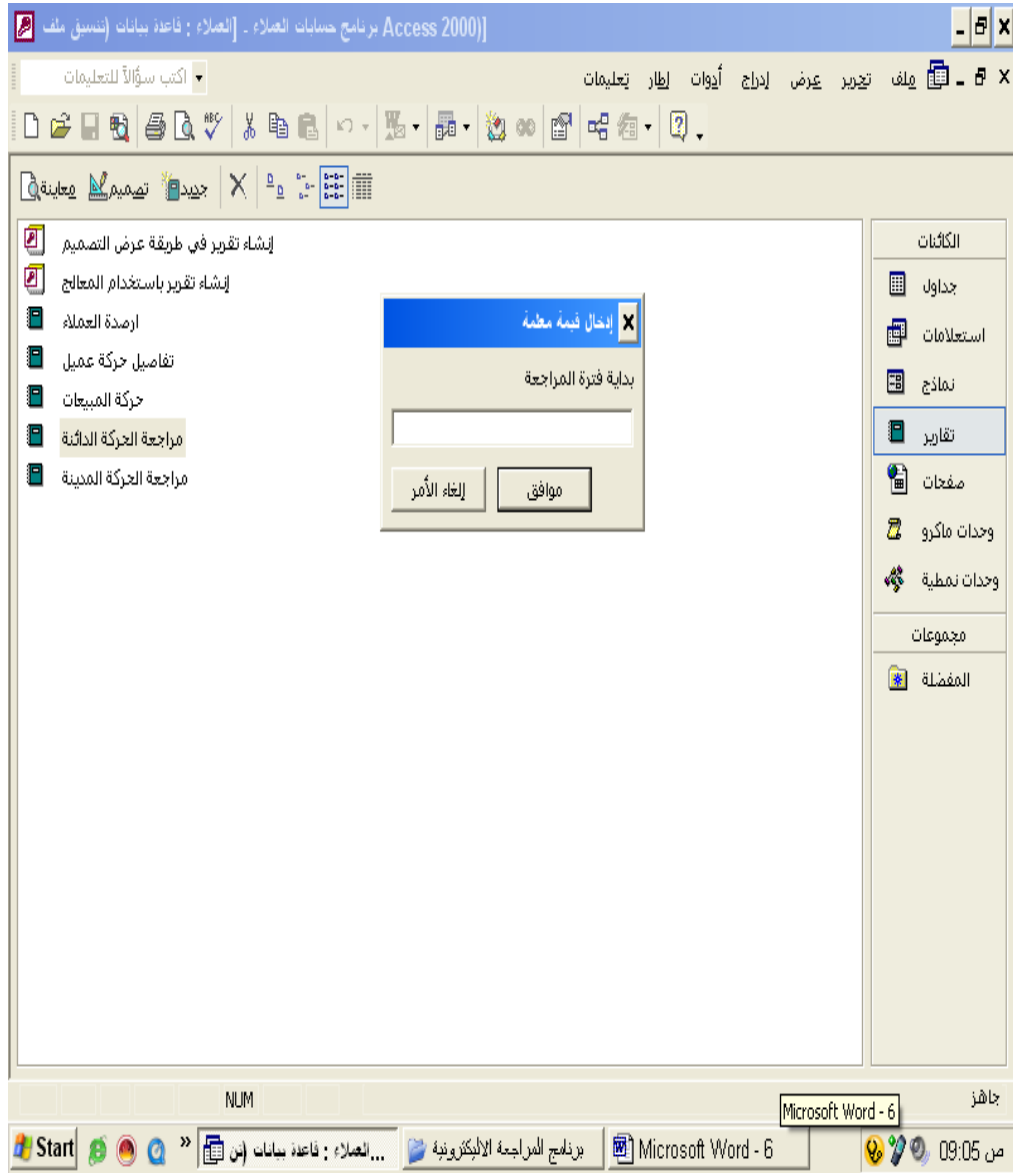 برنامج حسابات العملاء - [العملاء : قاعدة بيانات (تنسيق ملف Access 2000)]
ملف تحرير عرض إدراج أدوات إطار تعليمات
اكتب سؤالاً للتعليمات
معاينة تصميم جديد
إنشاء تقرير في طريقة عرض التصميم
إنشاء تقرير باستخدام المعالج
ارصدة العملاء
تفاصيل حركة عميل
حركة المبيعات
مراجعة الحركة الدائنة
مراجعة الحركة المدينة
إدخال قيمة معلمة
بداية فترة المراجعة
موافق
إلغاء الأمر
الكائنات
جداول
استعلامات
نماذج
تقارير
صفحات
وحدات ماكرو
وحدات نمطية
مجموعات
المفضلة
جاهز
NUM
Microsoft Word - 6
Start
»
العملاء : قاعدة بيانات (تن...
برنامج المراجعة الاليكترونية
Microsoft Word - 6
09:05 ص